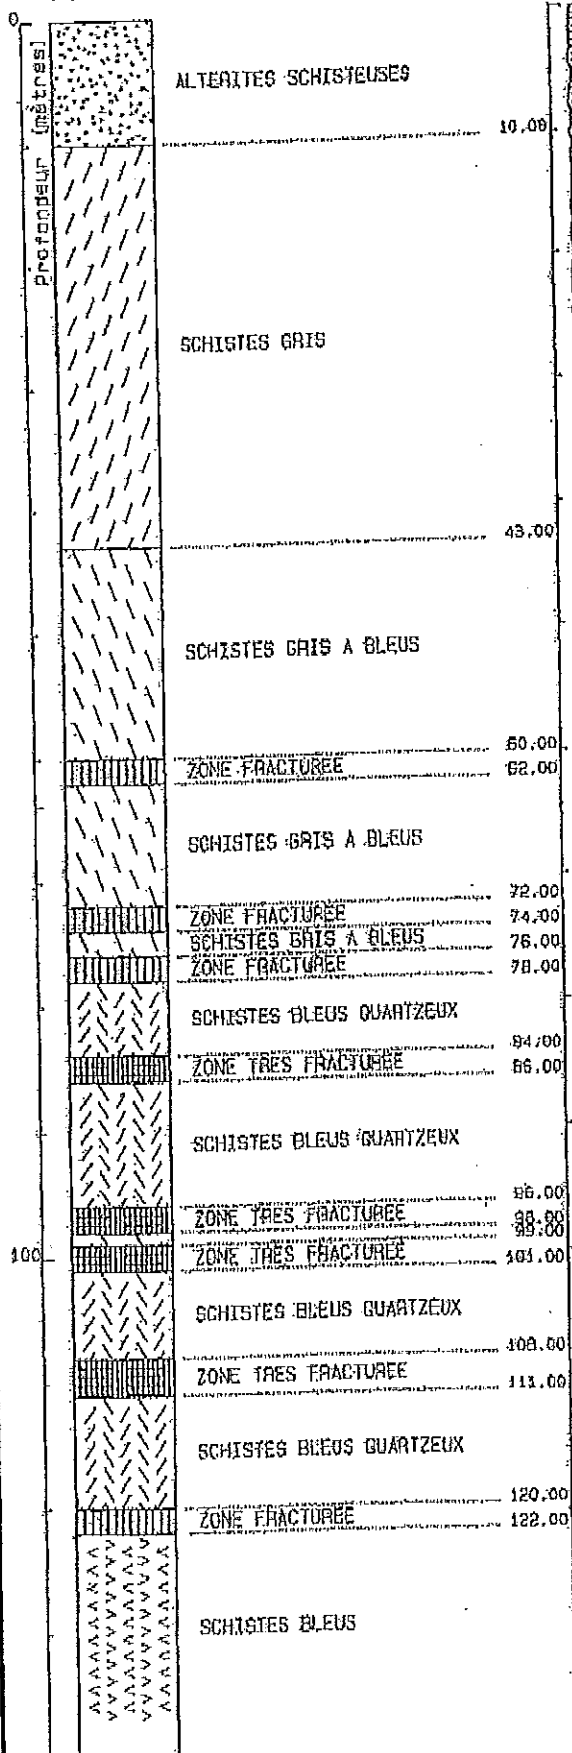 0
Profondeur (mètres)
ALTERITES SCHISTEUSES
10.00
SCHISTES GRIS
43.00
SCHISTES GRIS A BLEUS
60.00
ZONE FRACTUREE
62.00
SCHISTES GRIS A BLEUS
72.00
ZONE FRACTUREE
74.00
SCHISTES GRIS A BLEUS
76.00
ZONE FRACTUREE
78.00
SCHISTES BLEUS QUARTZEUX
84.00
ZONE TRES FRACTUREE
86.00
SCHISTES BLEUS QUARTZEUX
96.00
ZONE TRES FRACTUREE
98.00
99.00
100
ZONE TRES FRACTUREE
101.00
SCHISTES BLEUS QUARTZEUX
108.00
ZONE TRES FRACTUREE
111.00
SCHISTES BLEUS QUARTZEUX
120.00
ZONE FRACTUREE
122.00
SCHISTES BLEUS